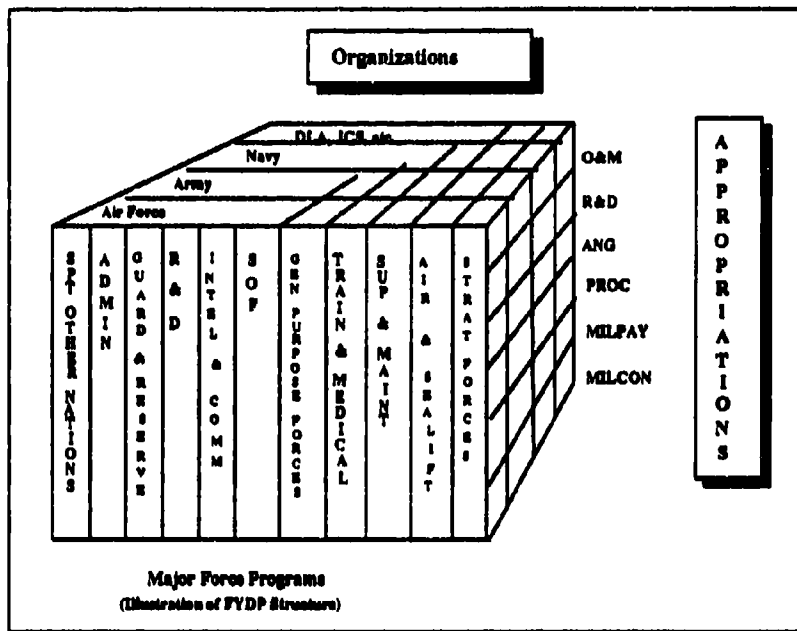 Organizations
DLA, JCS, etc.
Navy
Army
Air Force
O&M
R&D
ANG
PROC
MILPAY
MILCON
APPROPRIATIONS
SPT OTHER NATIONS
ADMIN
GUARD & RESERVE
R & D
INTEL & COMM
SOF
GEN PURPOSE FORCES
TRAIN & MEDICAL
SUP & MAINT
AIR & SEALIFT
STRAT FORCES
Major Force Programs
(Illustration of FYDP Structure)